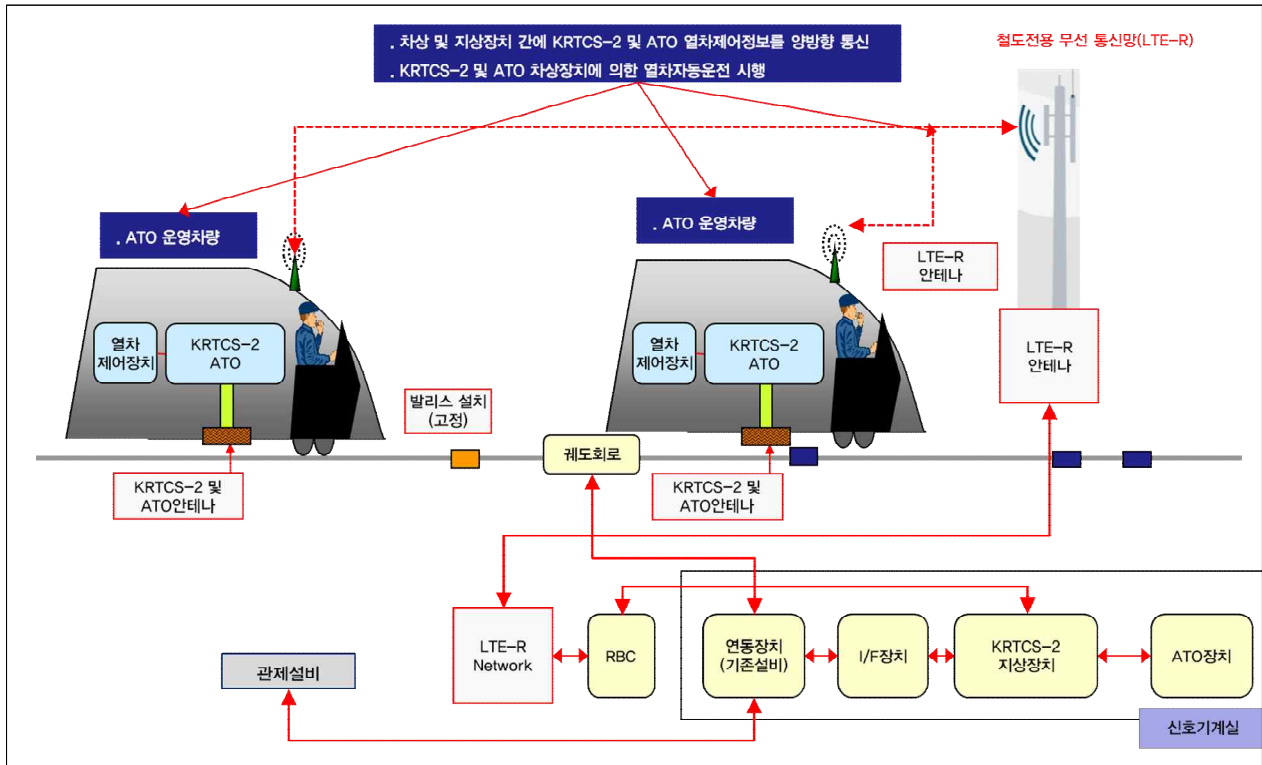 . 차상 및 지상장치 간에 KRTCS-2 및 ATO 열차제어정보를 양방향 통신
. KRTCS-2 및 ATO 차상장치에 의한 열차자동운전 시행
철도전용 무선 통신망(LTE-R)
. ATO 운영차량
. ATO 운영차량
LTE-R
안테나
열차
제어장치
KRTCS-2
ATO
열차
제어장치
KRTCS-2
ATO
LTE-R
안테나
발리스 설치
(고정)
궤도회로
KRTCS-2 및
ATO안테나
KRTCS-2 및
ATO안테나
LTE-R
Network
RBC
연동장치
(기존설비)
I/F장치
KRTCS-2
지상장치
ATO장치
관제설비
신호기계실